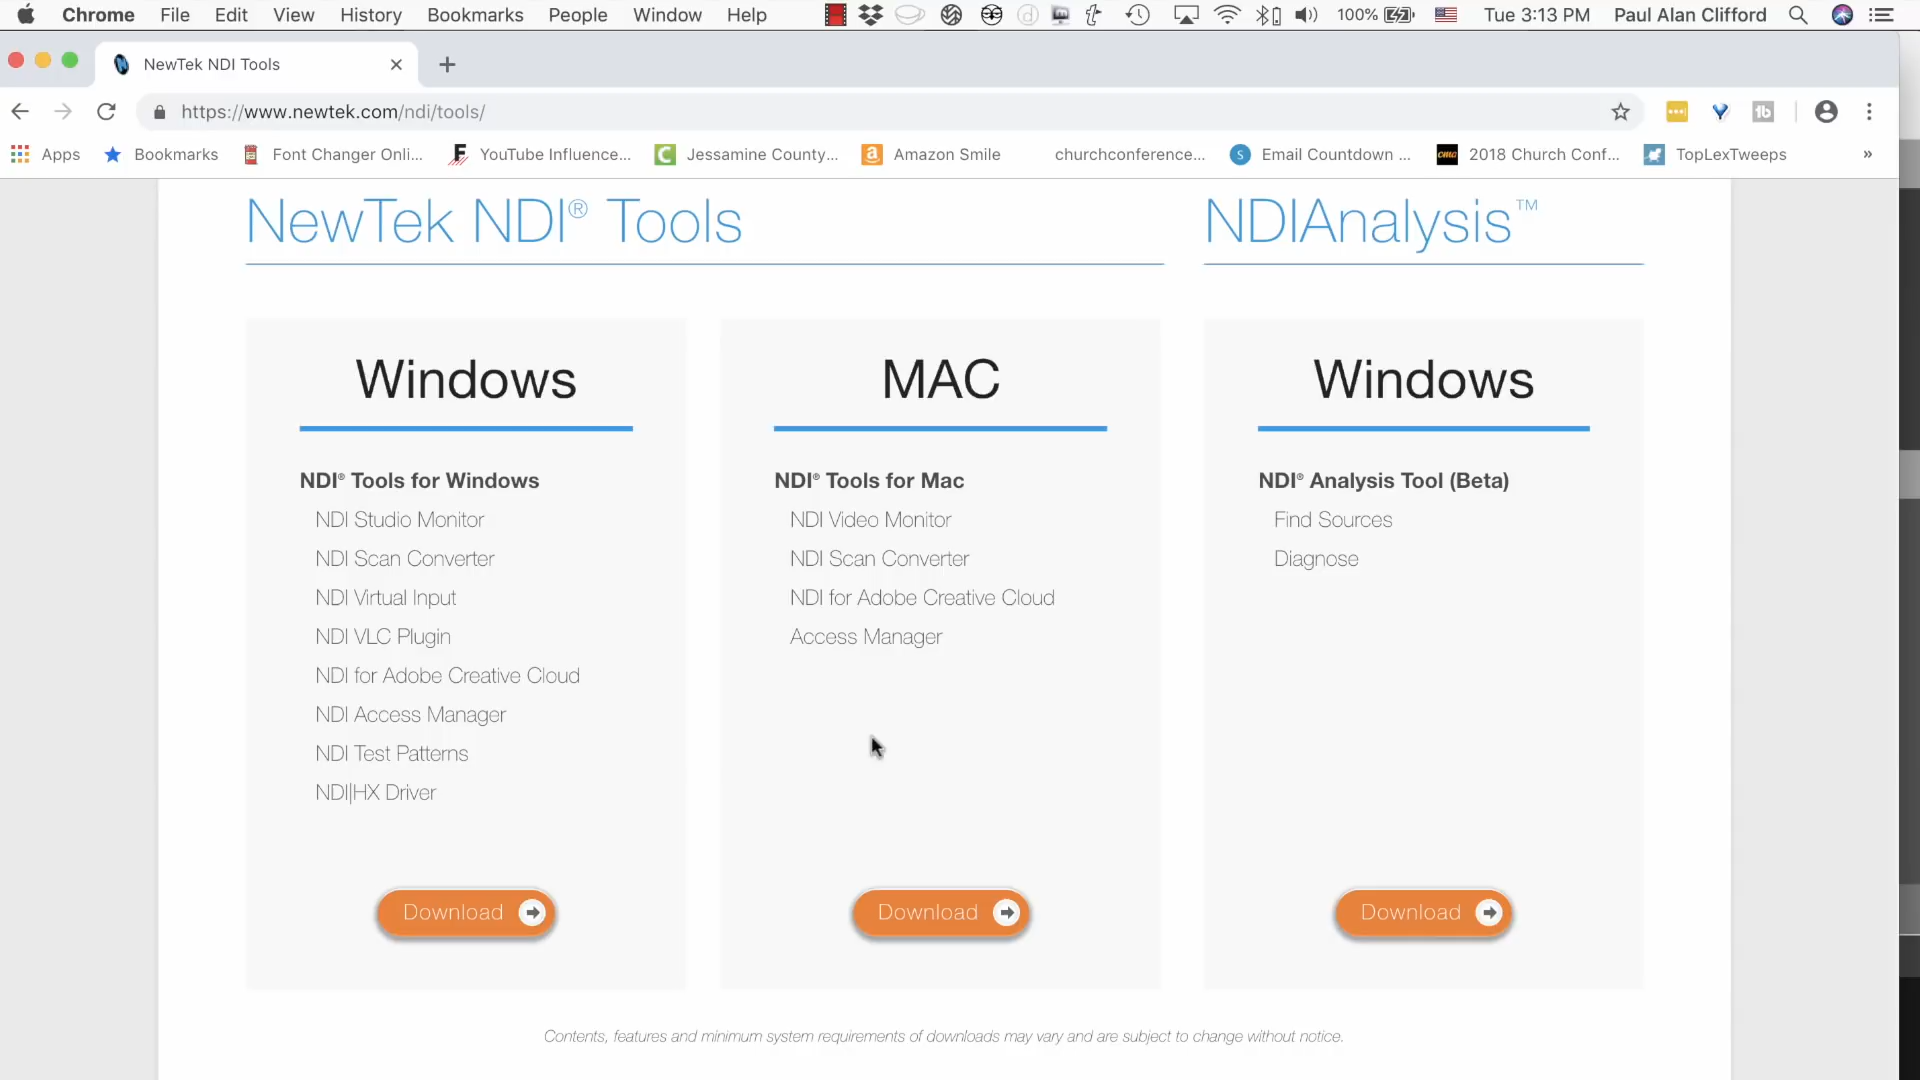 Chrome File Edit View History Bookmarks People Window Help 100% Tue 3:13 PM Paul Alan Clifford
NewTek NDI Tools
https://www.newtek.com/ndi/tools/
Apps Bookmarks Font Changer Onli... YouTube Influence... Jessamine County... Amazon Smile churchconference... Email Countdown ... 2018 Church Conf... TopLexTweeps »
NewTek NDI® Tools
NDIAnalysis™
Windows
NDI® Tools for Windows
NDI Studio Monitor
NDI Scan Converter
NDI Virtual Input
NDI VLC Plugin
NDI for Adobe Creative Cloud
NDI Access Manager
NDI Test Patterns
NDI|HX Driver
Download
MAC
NDI® Tools for Mac
NDI Video Monitor
NDI Scan Converter
NDI for Adobe Creative Cloud
Access Manager
Download
Windows
NDI® Analysis Tool (Beta)
Find Sources
Diagnose
Download
Contents, features and minimum system requirements of downloads may vary and are subject to change without notice.